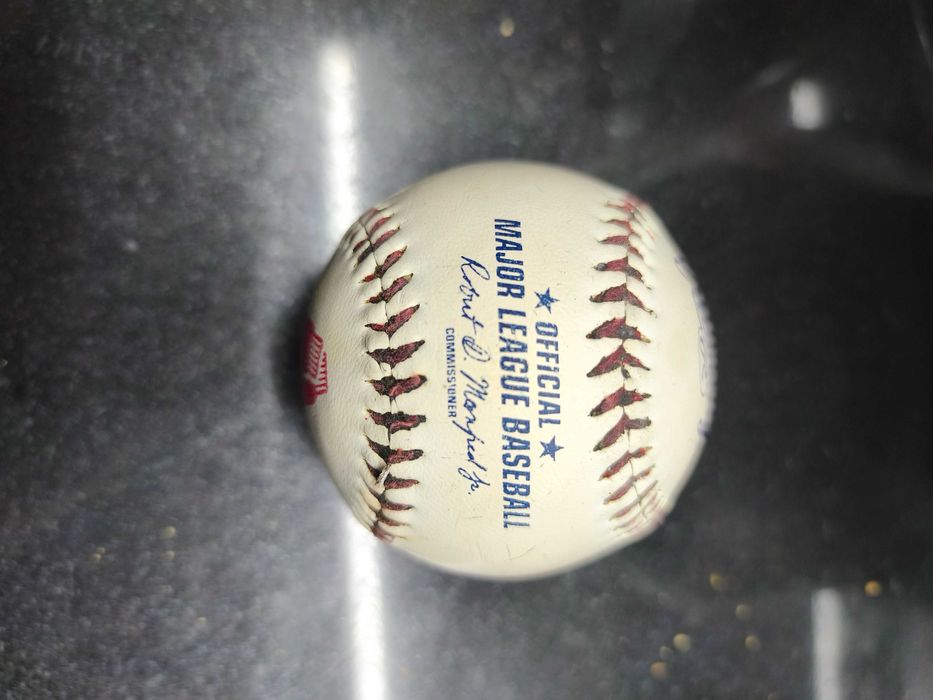 ★ OFFICIAL ★
MAJOR LEAGUE BASEBALL
Robert D. Manfred Jr.
COMMISSIONER